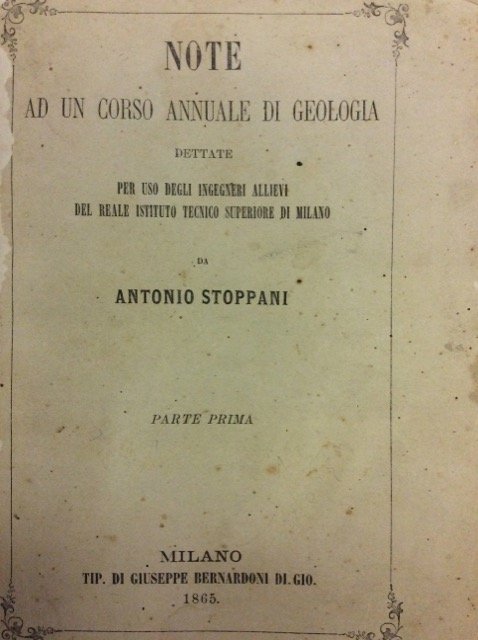 NOTE
AD UN CORSO ANNUALE DI GEOLOGIA
DETTATE
PER USO DEGLI INGEGNERI ALLIEVI
DEL REALE ISTITUTO TECNICO SUPERIORE DI MILANO
DA
ANTONIO STOPPANI
PARTE PRIMA
MILANO
TIP. DI GIUSEPPE BERNARDONI DI GIO.
1865.